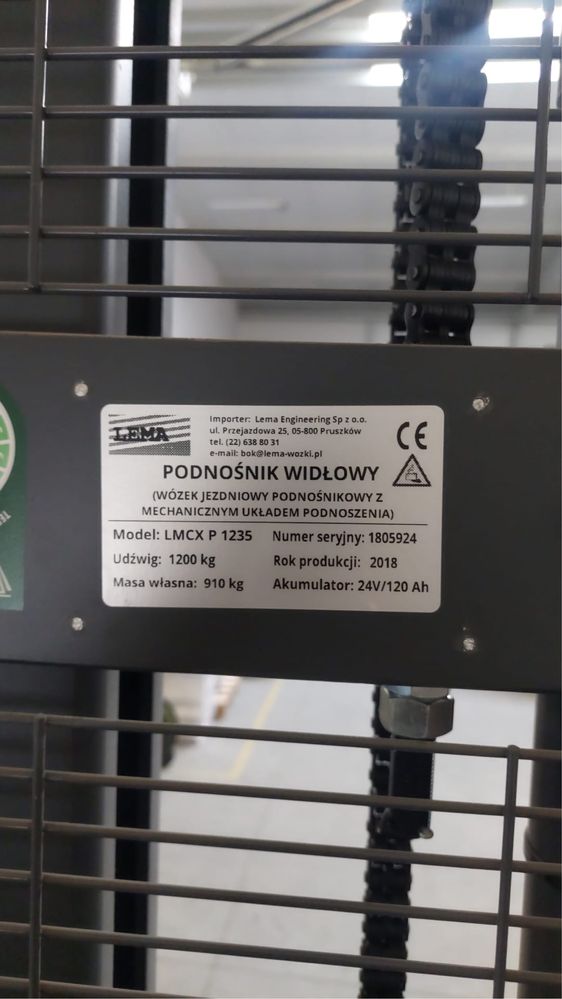 LEMA
Importer: Lema Engineering Sp z o.o.
ul. Przejazdowa 25, 05-800 Pruszków
tel. (22) 638 80 31
e-mail: bok@lema-wozki.pl
PODNOŚNIK WIDŁOWY
(WÓZEK JEZDNIOWY PODNOŚNIKOWY Z
MECHANICZNYM UKŁADEM PODNOSZENIA)
Model: LMCX P 1235
Numer seryjny: 1805924
Udźwig: 1200 kg
Rok produkcji: 2018
Masa własna: 910 kg
Akumulator: 24V/120 Ah